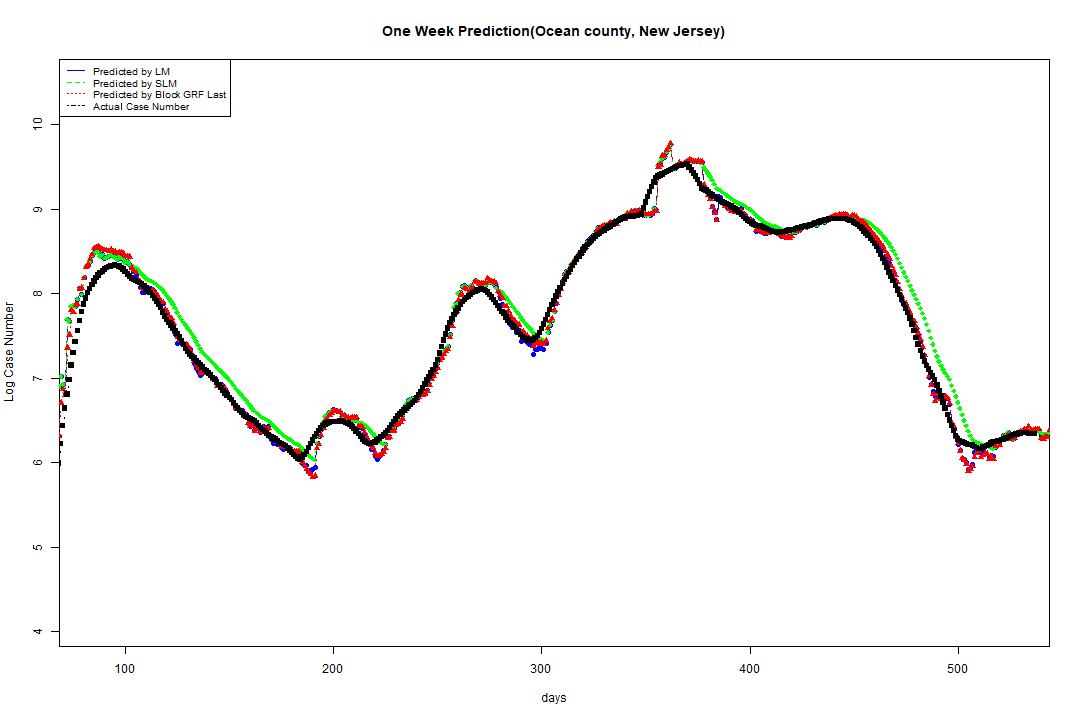 One Week Prediction(Ocean county, New Jersey)
Predicted by LM
Predicted by SLM
Predicted by Block GRF Last
Actual Case Number
Log Case Number
10
9
8
7
6
5
4
100 200 300 400 500
days